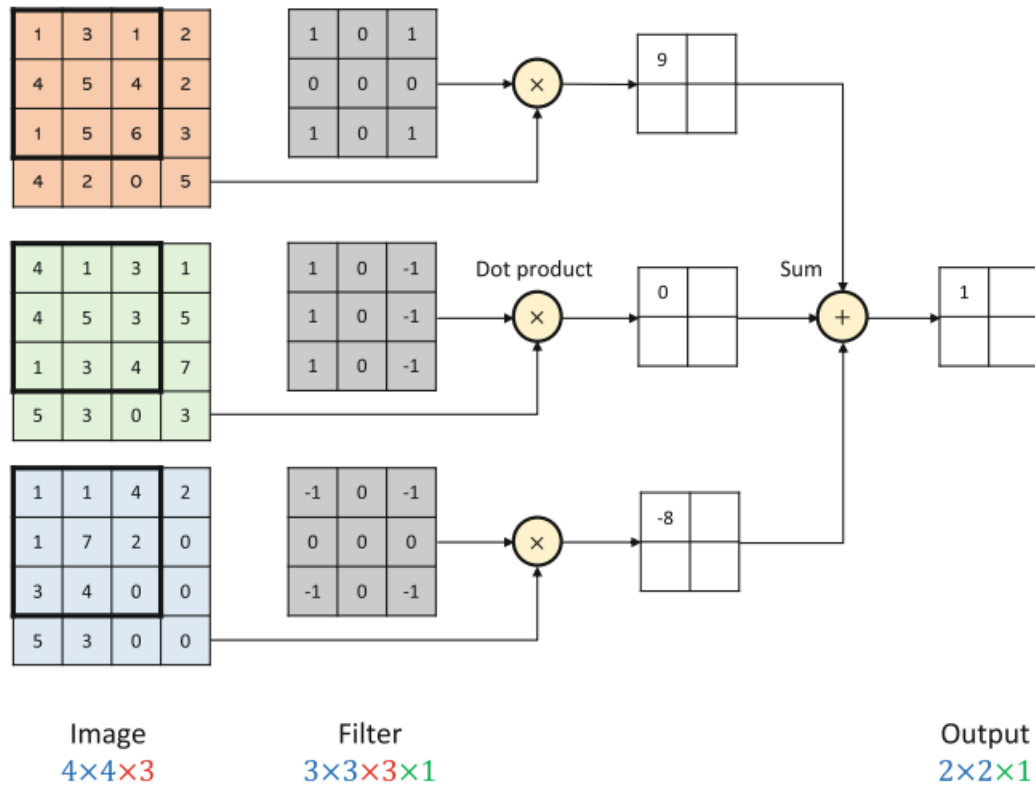 1 3 1 2
4 5 4 2
1 5 6 3
4 2 0 5
1 0 1
0 0 0
1 0 1
×
9
4 1 3 1
4 5 3 5
1 3 4 7
5 3 0 3
1 0 -1
1 0 -1
1 0 -1
Dot product
×
0
Sum
+
1
1 1 4 2
1 7 2 0
3 4 0 0
5 3 0 0
-1 0 -1
0 0 0
-1 0 -1
×
-8
Image
4×4×3
Filter
3×3×3×1
Output
2×2×1